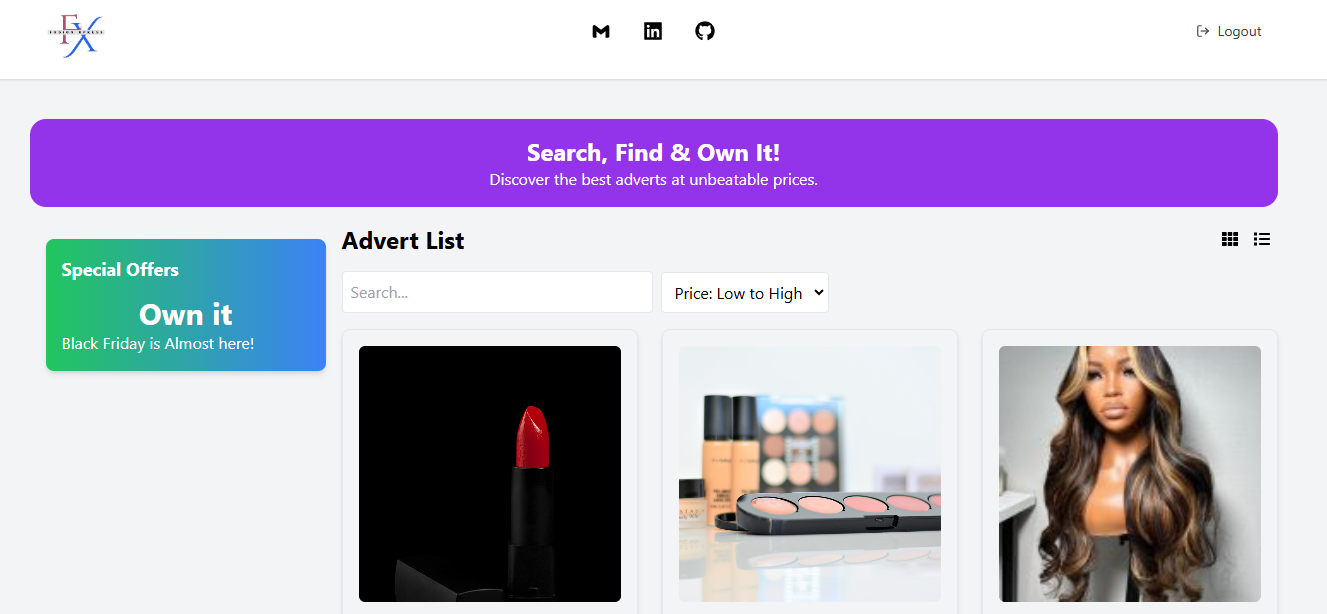 FX
Logout
Search, Find & Own It!
Discover the best adverts at unbeatable prices.
Special Offers
Own it
Black Friday is Almost here!
Advert List
Search...
Price: Low to High